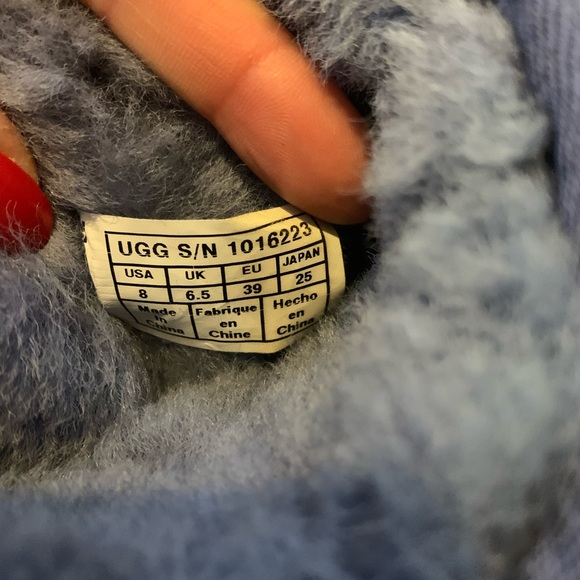 UGG S/N 1016223
USA UK EU JAPAN
8 6.5 39 25
Made Fabrique Hecho
in en en
China Chine China